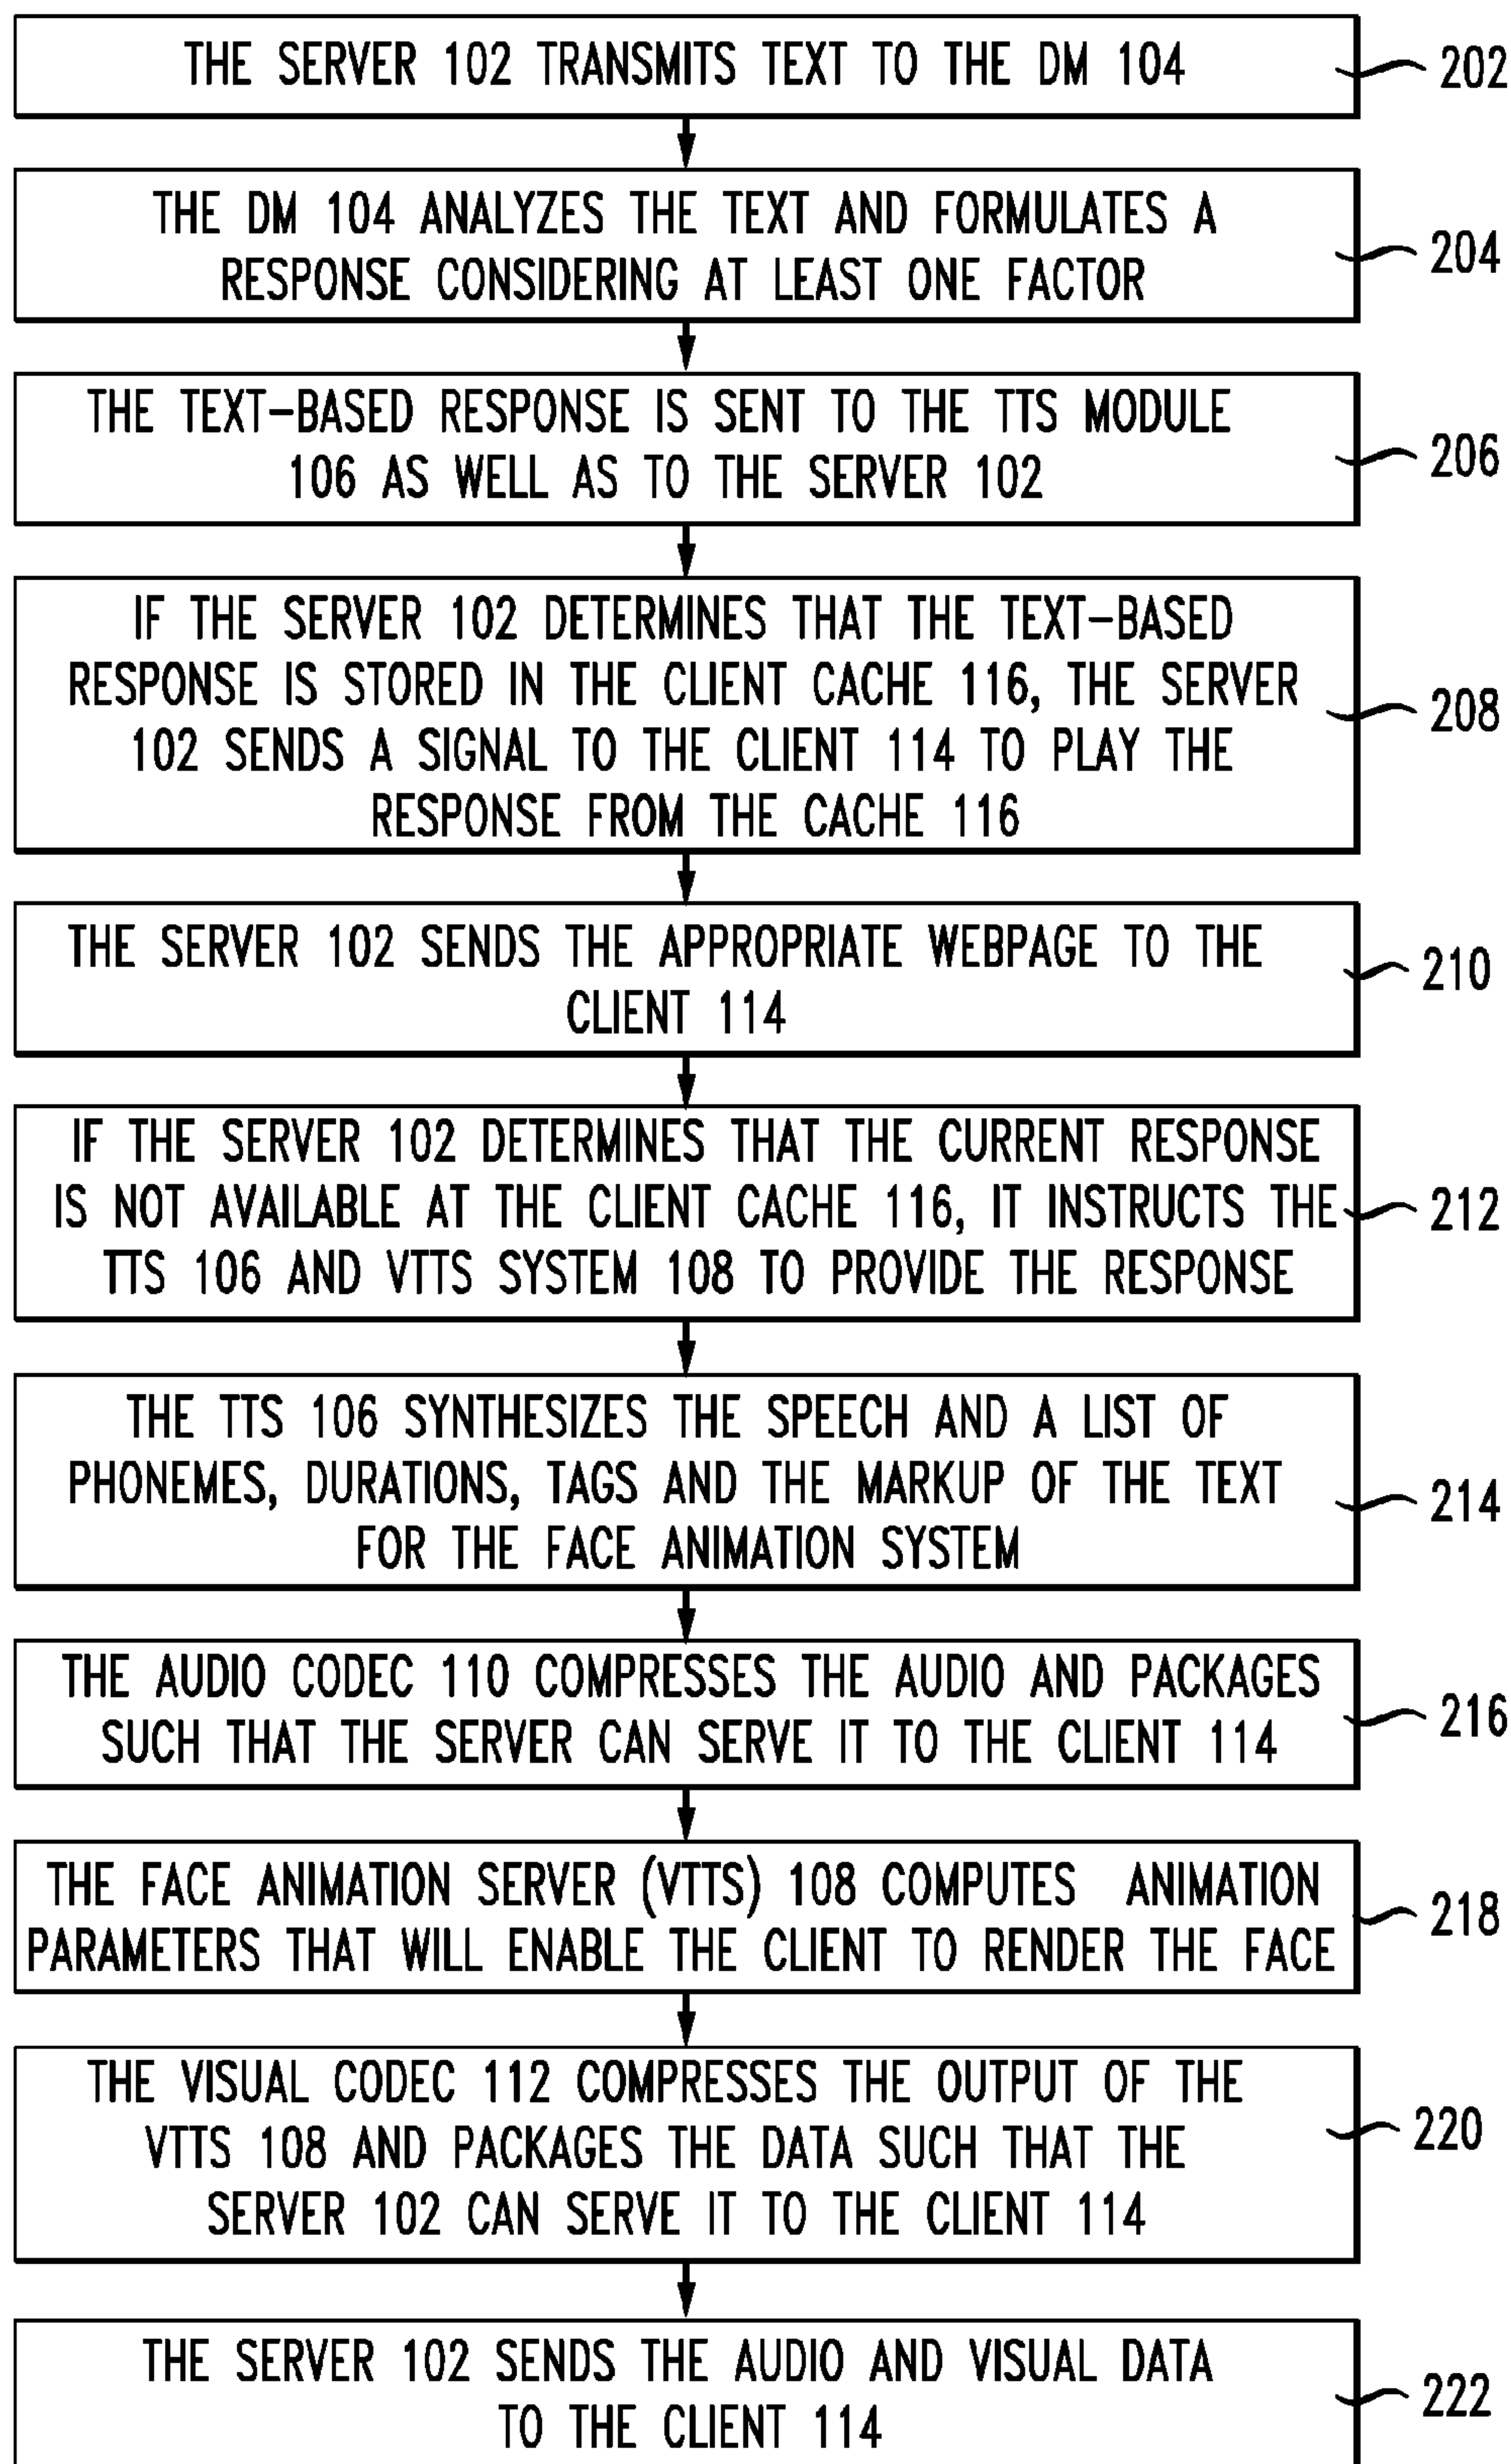 THE SERVER 102 TRANSMITS TEXT TO THE DM 104
202
THE DM 104 ANALYZES THE TEXT AND FORMULATES A
RESPONSE CONSIDERING AT LEAST ONE FACTOR
204
THE TEXT-BASED RESPONSE IS SENT TO THE TTS MODULE
106 AS WELL AS TO THE SERVER 102
206
IF THE SERVER 102 DETERMINES THAT THE TEXT-BASED
RESPONSE IS STORED IN THE CLIENT CACHE 116, THE SERVER
102 SENDS A SIGNAL TO THE CLIENT 114 TO PLAY THE
RESPONSE FROM THE CACHE 116
208
THE SERVER 102 SENDS THE APPROPRIATE WEBPAGE TO THE
CLIENT 114
210
IF THE SERVER 102 DETERMINES THAT THE CURRENT RESPONSE
IS NOT AVAILABLE AT THE CLIENT CACHE 116, IT INSTRUCTS THE
TTS 106 AND VTTS SYSTEM 108 TO PROVIDE THE RESPONSE
212
THE TTS 106 SYNTHESIZES THE SPEECH AND A LIST OF
PHONEMES, DURATIONS, TAGS AND THE MARKUP OF THE TEXT
FOR THE FACE ANIMATION SYSTEM
214
THE AUDIO CODEC 110 COMPRESSES THE AUDIO AND PACKAGES
SUCH THAT THE SERVER CAN SERVE IT TO THE CLIENT 114
216
THE FACE ANIMATION SERVER (VTTS) 108 COMPUTES ANIMATION
PARAMETERS THAT WILL ENABLE THE CLIENT TO RENDER THE FACE
218
THE VISUAL CODEC 112 COMPRESSES THE OUTPUT OF THE
VTTS 108 AND PACKAGES THE DATA SUCH THAT THE
SERVER 102 CAN SERVE IT TO THE CLIENT 114
220
THE SERVER 102 SENDS THE AUDIO AND VISUAL DATA
TO THE CLIENT 114
222